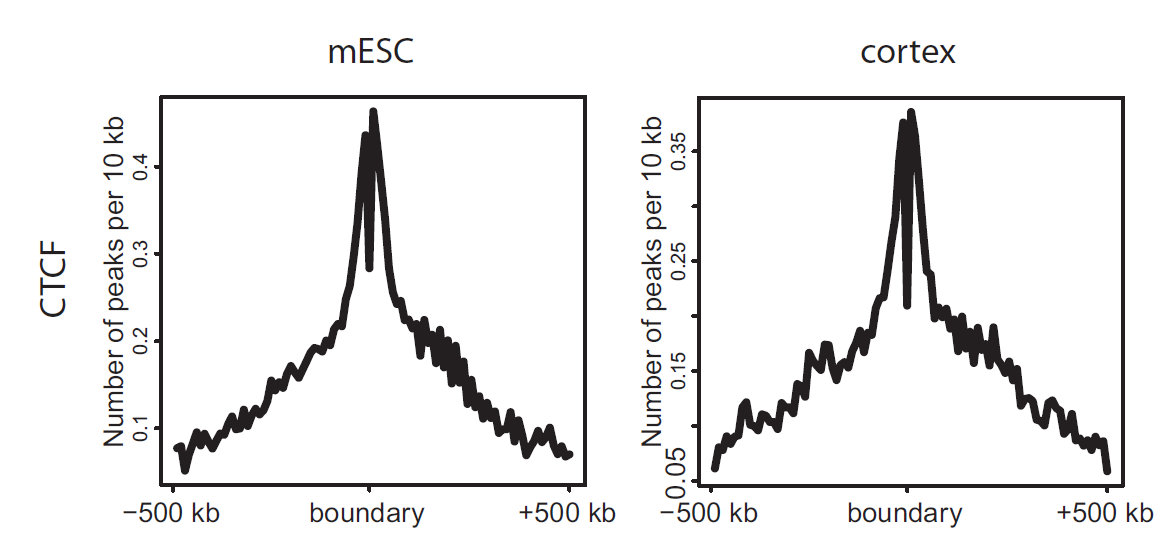 mESC
cortex
CTCF
Number of peaks per 10 kb
0.4
0.3
0.2
0.1
−500 kb
boundary
+500 kb
Number of peaks per 10 kb
0.35
0.25
0.15
0.05
−500 kb
boundary
+500 kb